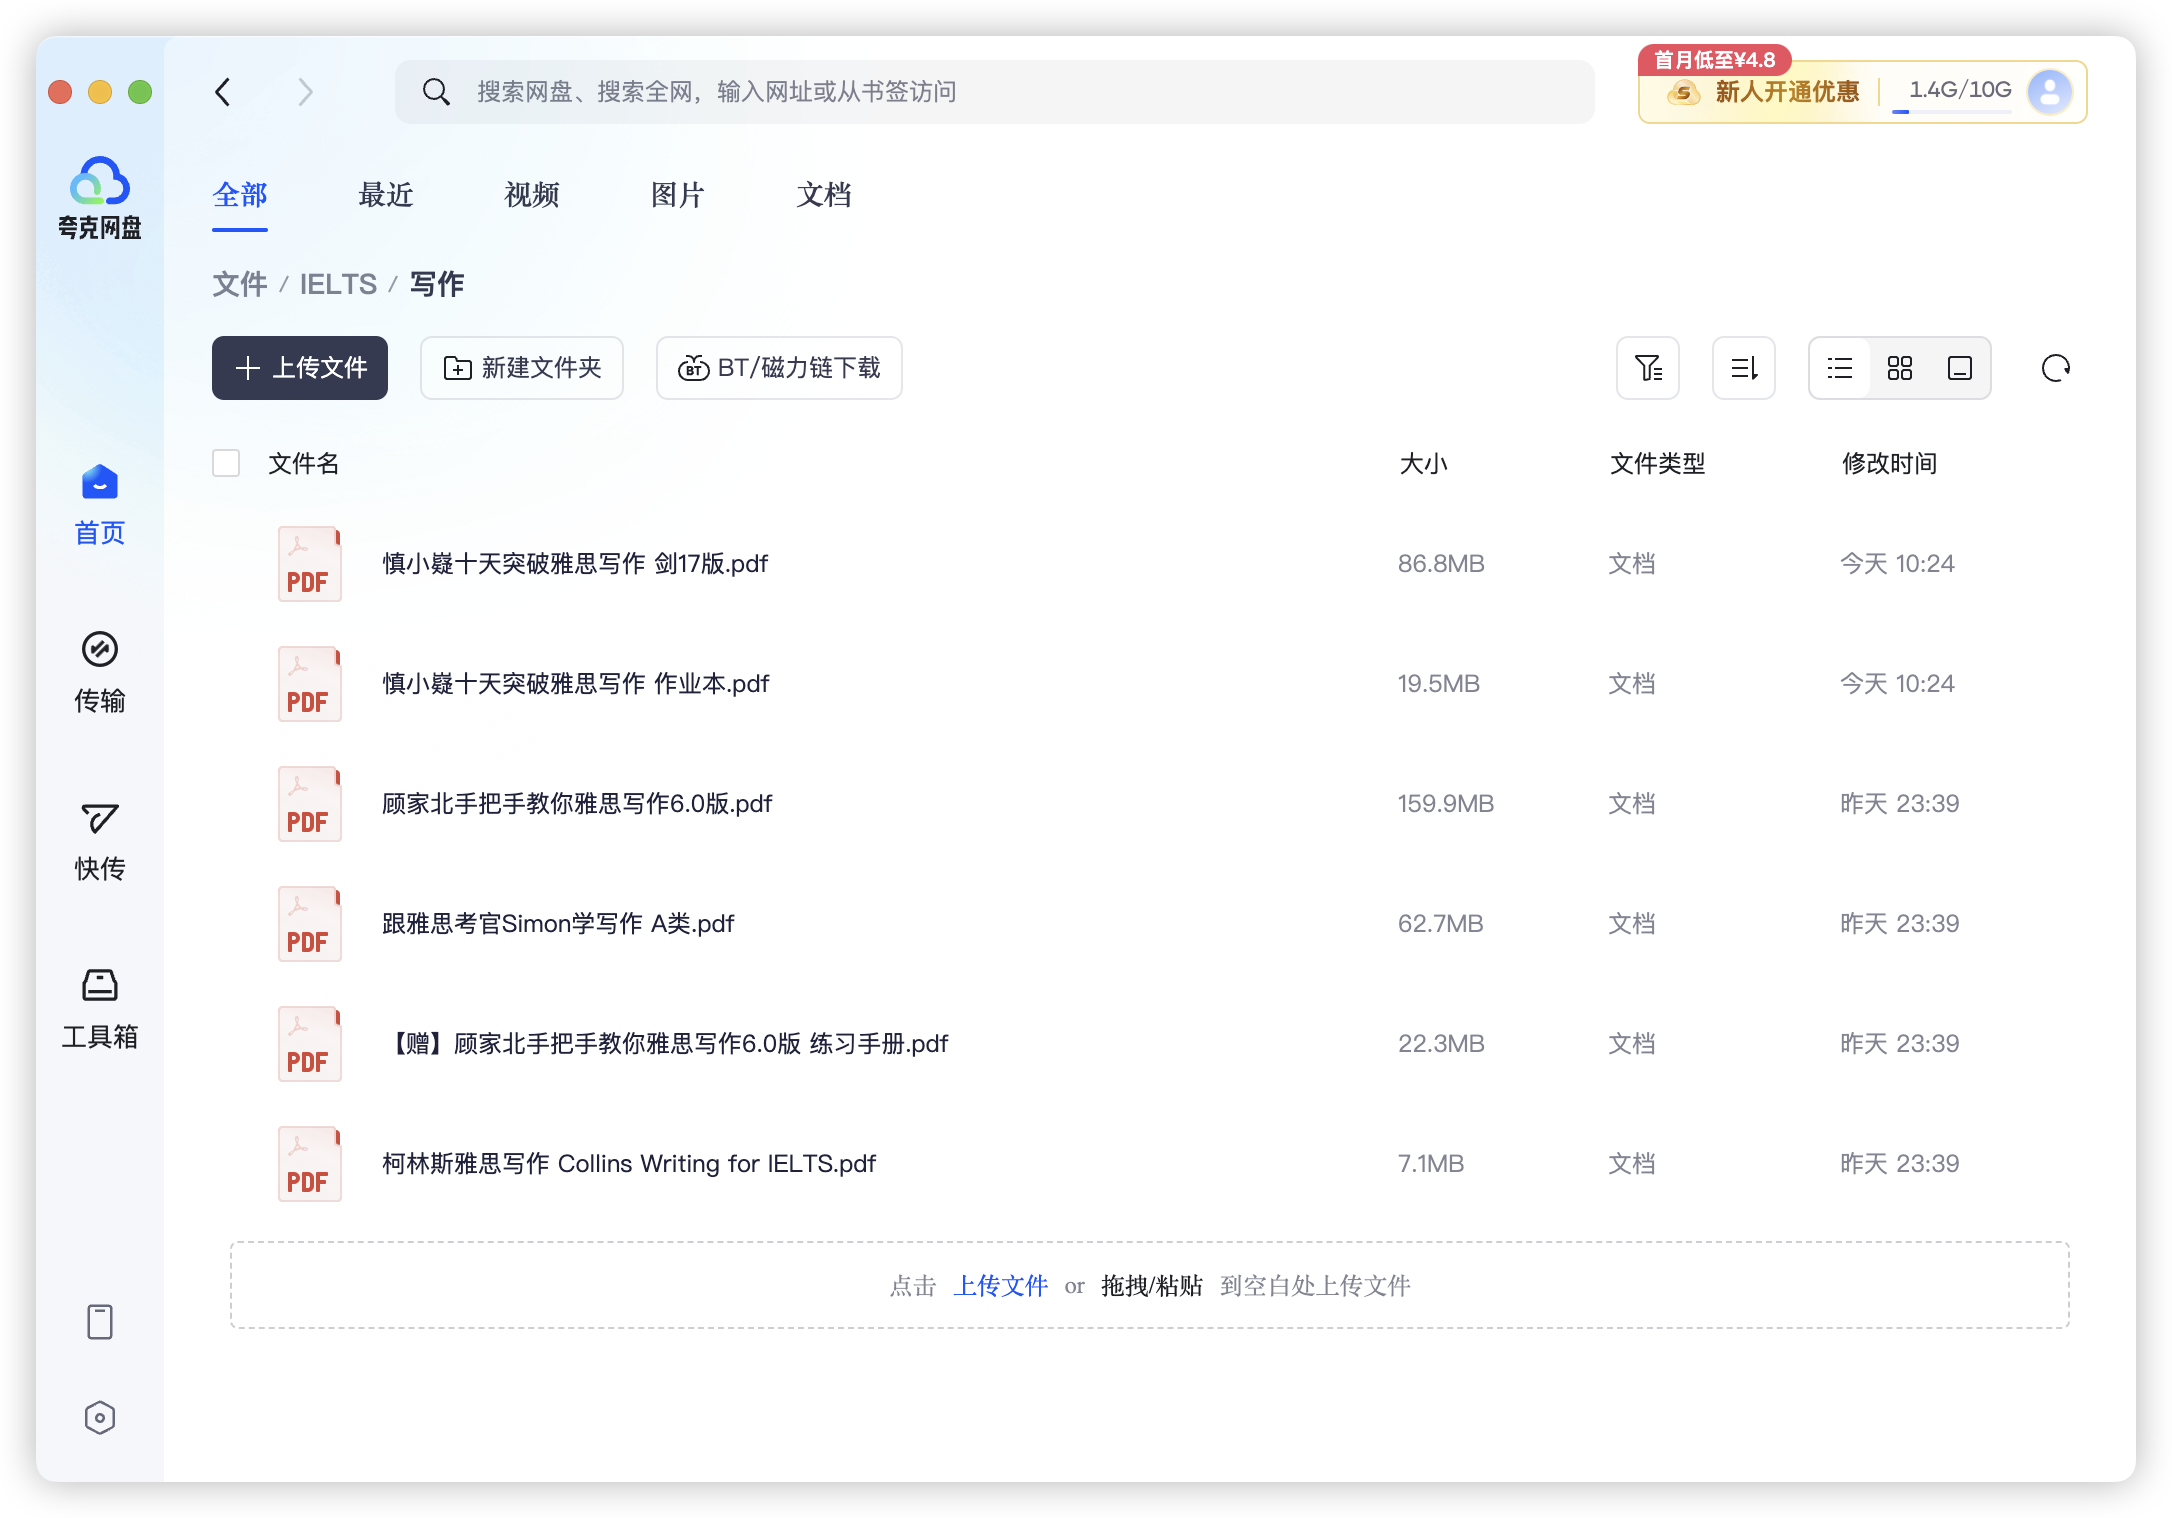 首月低至¥4.8
搜索网盘、搜索全网，输入网址或从书签访问
新人开通优惠
1.4G/10G
夸克网盘
全部 最近 视频 图片 文档
文件 / IELTS / 写作
上传文件 新建文件夹 BT BT/磁力链下载
文件名 大小 文件类型 修改时间
首页
传输
快传
工具箱
PDF 慎小嶷十天突破雅思写作 剑17版.pdf 86.8MB 文档 今天 10:24
PDF 慎小嶷十天突破雅思写作 作业本.pdf 19.5MB 文档 今天 10:24
PDF 顾家北手把手教你雅思写作6.0版.pdf 159.9MB 文档 昨天 23:39
PDF 跟雅思考官Simon学写作 A类.pdf 62.7MB 文档 昨天 23:39
PDF 【赠】顾家北手把手教你雅思写作6.0版 练习手册.pdf 22.3MB 文档 昨天 23:39
PDF 柯林斯雅思写作 Collins Writing for IELTS.pdf 7.1MB 文档 昨天 23:39
点击 上传文件 or 拖拽/粘贴 到空白处上传文件